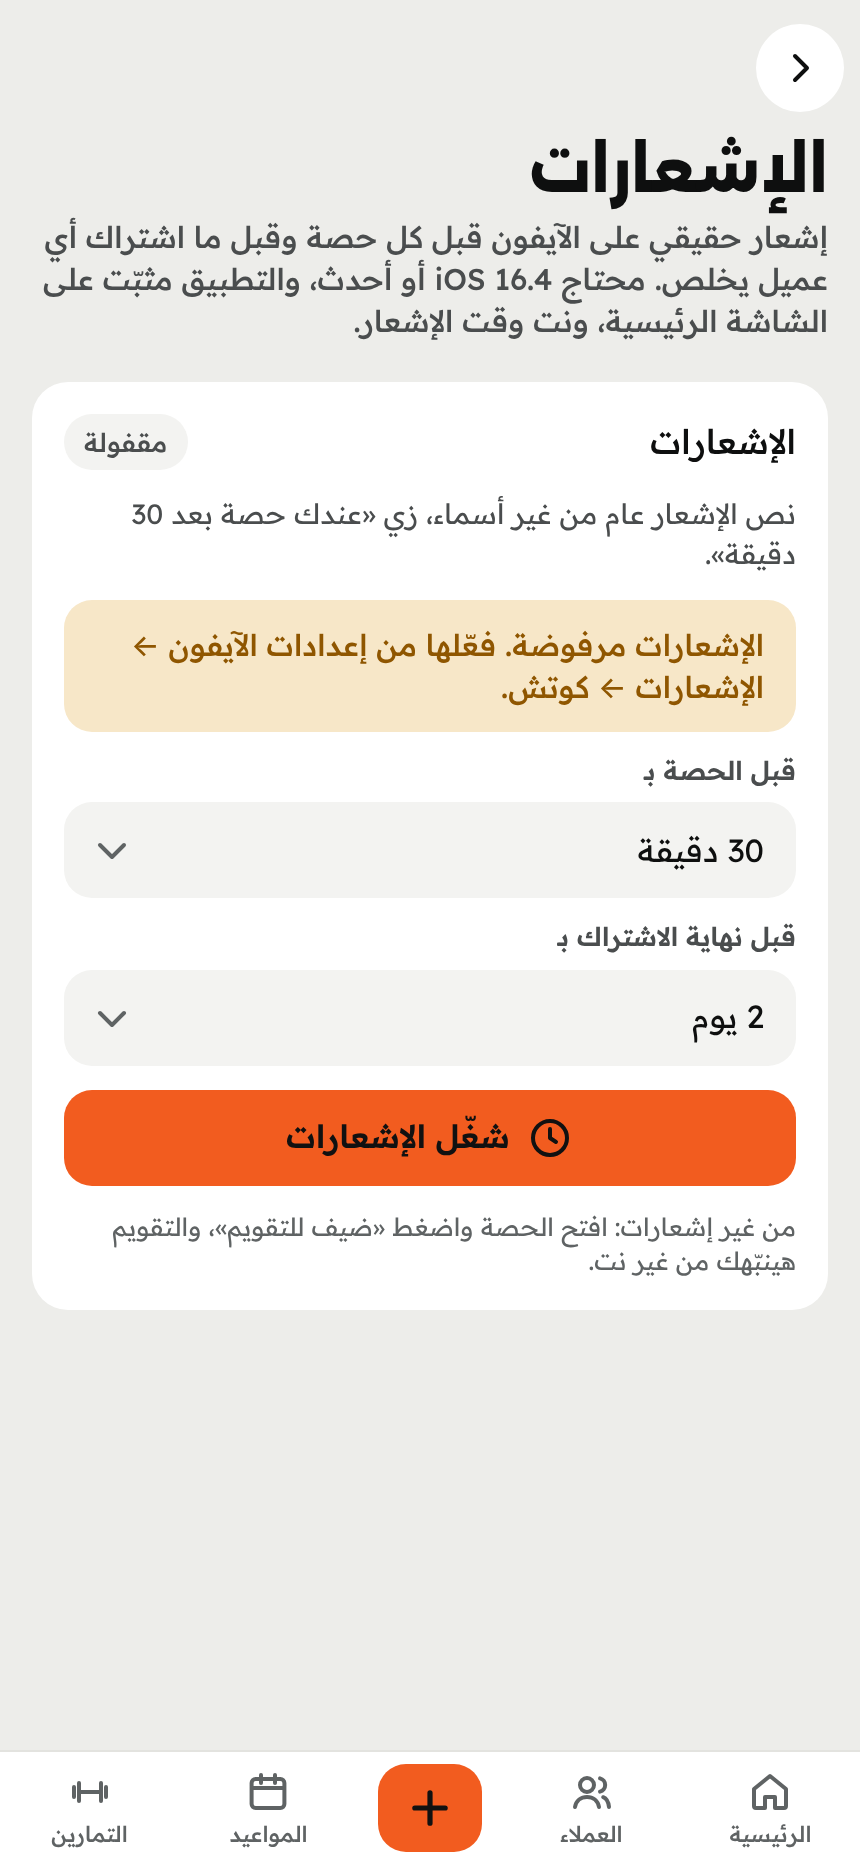 الإشعارات
إشعار حقيقي على الآيفون قبل كل حصة وقبل ما اشتراك أي
عميل يخلص. محتاج iOS 16.4 أو أحدث، والتطبيق مثبّت على
الشاشة الرئيسية، ونت وقت الإشعار.
الإشعارات
مقفولة
نص الإشعار عام من غير أسماء، زي «عندك حصة بعد 30
دقيقة».
الإشعارات مرفوضة. فعّلها من إعدادات الآيفون ←
الإشعارات ← كوتش.
قبل الحصة بـ
30 دقيقة
قبل نهاية الاشتراك بـ
2 يوم
شغّل الإشعارات
من غير إشعارات: افتح الحصة واضغط «ضيف للتقويم»، والتقويم
هينبّهك من غير نت.
الرئيسية
العملاء
المواعيد
التمارين